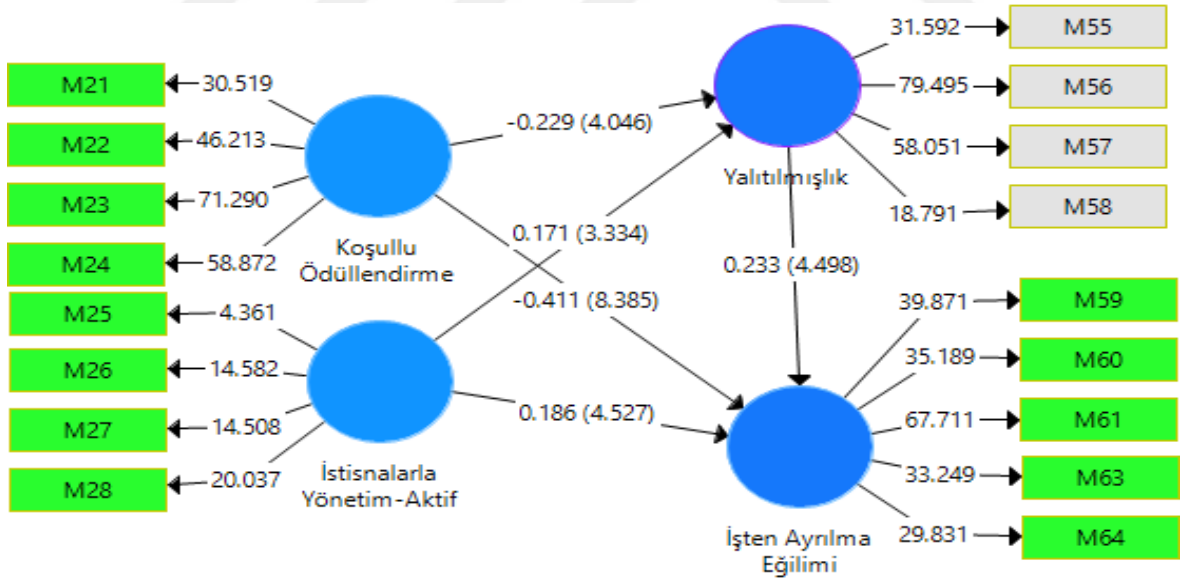 M21
30.519
M22
46.213
M23
71.290
M24
58.872
Koşullu
Ödüllendirme
M25
4.361
M26
14.582
M27
14.508
M28
20.037
İstisnalarla
Yönetim-Aktif
-0.229 (4.046)
0.171 (3.334)
-0.411 (8.385)
0.186 (4.527)
Yalıtılmışlık
0.233 (4.498)
31.592
M55
79.495
M56
58.051
M57
18.791
M58
39.871
M59
35.189
M60
67.711
M61
33.249
M63
29.831
M64
İşten Ayrılma
Eğilimi